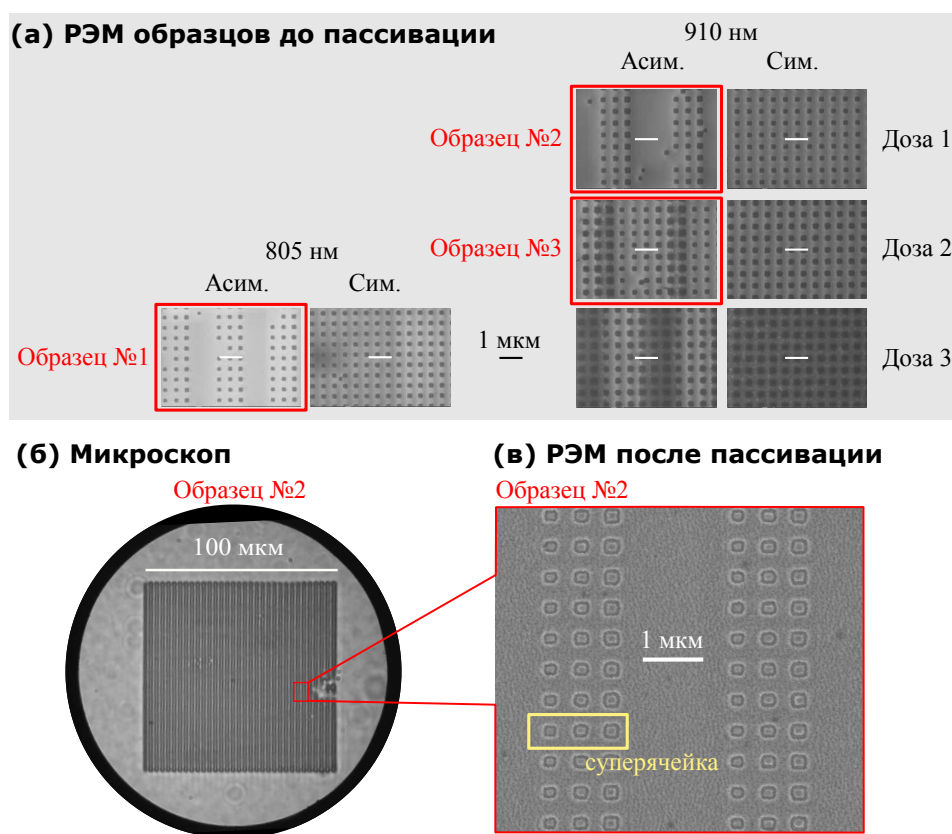 (а) РЭМ образцов до пассивации
910 нм
Асим. Сим.
Образец №2
Доза 1
Образец №3
Доза 2
805 нм
Асим. Сим.
Образец №1
1 мкм
Доза 3
(б) Микроскоп
Образец №2
100 мкм
(в) РЭМ после пассивации
Образец №2
1 мкм
суперячейка